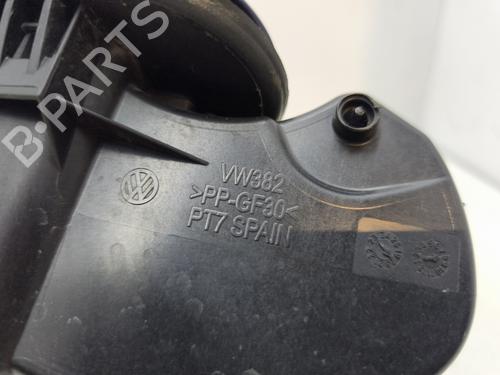 B-PARTS
VW382
>PP-GF30<
PT7 SPAIN